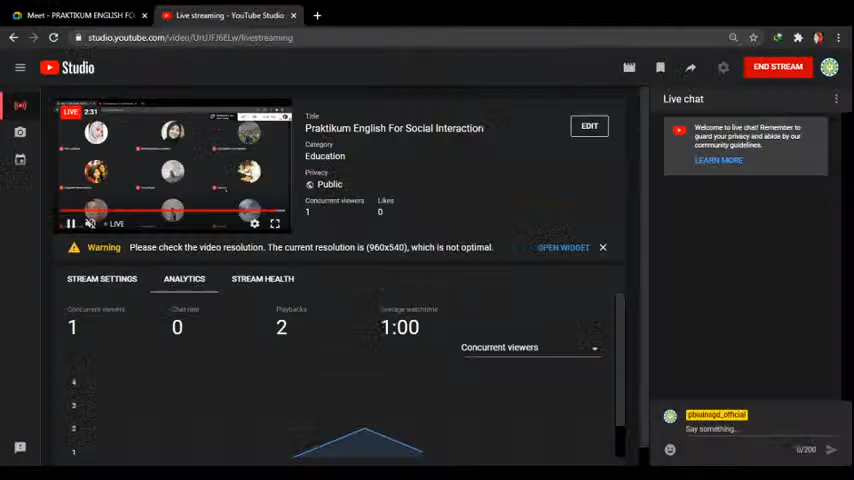 Meet - PRAKTIKUM ENGLISH FO
Live streaming - YouTube Studio
studio.youtube.com/video/UrUJFJ6ELw/livestreaming
Studio
END STREAM
LIVE 2:31
LIVE
Title
Praktikum English For Social Interaction
Category
Education
Privacy
Public
Concurrent viewers Likes
1 0
EDIT
Warning Please check the video resolution. The current resolution is (960x540), which is not optimal.
OPEN WIDGET
STREAM SETTINGS ANALYTICS STREAM HEALTH
Concurrent viewers Chat rate Playbacks Average watchtime
1 0 2 1:00
Concurrent viewers
4
3
2
1
Live chat
Welcome to live chat! Remember to
guard your privacy and abide by our
community guidelines.
LEARN MORE
pbiuinsgd_official
Say something...
0/200